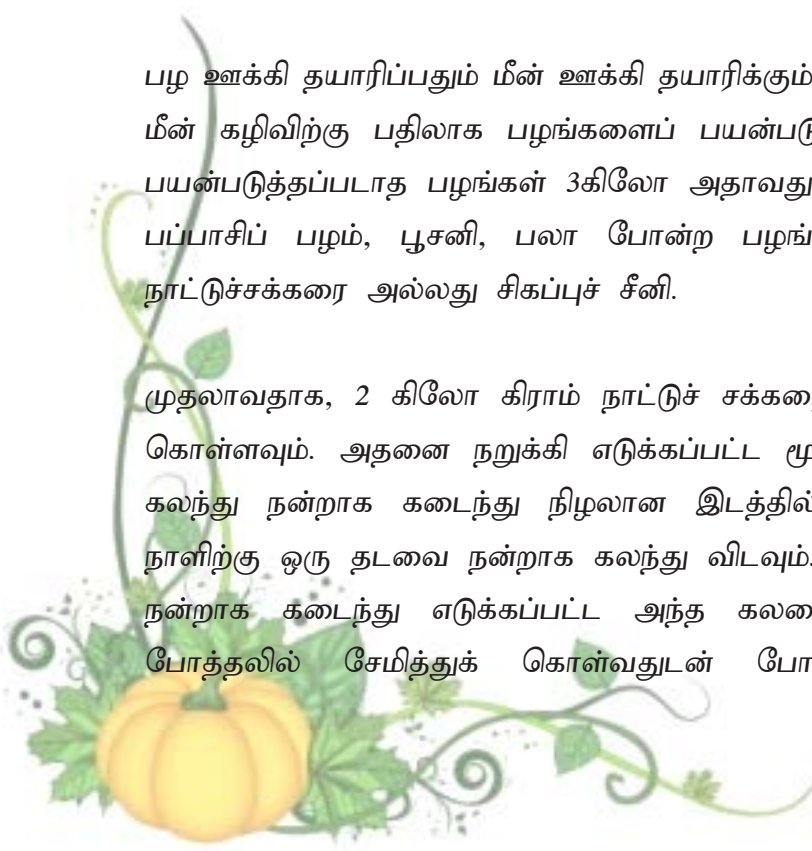 பழ ஊக்கி தயாரிப்பதும் மீன் ஊக்கி தயாரிக்கும்
மீன் கழிவிற்கு பதிலாக பழங்களைப் பயன்படு
பயன்படுத்தப்படாத பழங்கள் 3கிலோ அதாவது
பப்பாசிப் பழம், பூசனி, பலா போன்ற பழங்
நாட்டுச்சக்கரை அல்லது சிகப்புச் சீனி.
முதலாவதாக, 2 கிலோ கிராம் நாட்டுச் சக்கரை
கொள்ளவும். அதனை நறுக்கி எடுக்கப்பட்ட மூ
கலந்து நன்றாக கடைந்து நிழலான இடத்தில்
நாளிற்கு ஒரு தடவை நன்றாக கலந்து விடவும்.
நன்றாக கடைந்து எடுக்கப்பட்ட அந்த கலவை
போத்தலில் சேமித்துக் கொள்வதுடன் போ